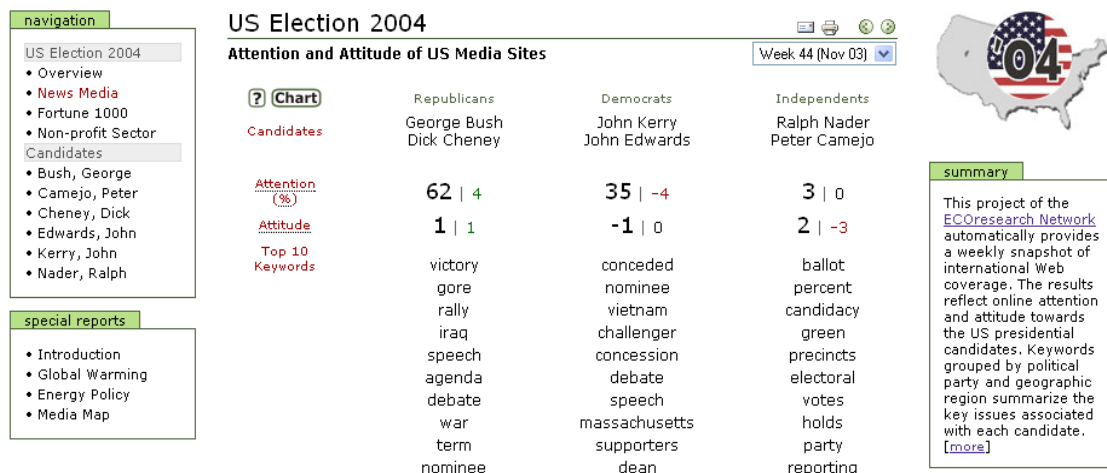 navigation
US Election 2004
• Overview
• News Media
• Fortune 1000
• Non-profit Sector
Candidates
• Bush, George
• Camejo, Peter
• Cheney, Dick
• Edwards, John
• Kerry, John
• Nader, Ralph
special reports
• Introduction
• Global Warming
• Energy Policy
• Media Map
US Election 2004
Attention and Attitude of US Media Sites
Week 44 (Nov 03)
? Chart Republicans Democrats Independents
Candidates George Bush John Kerry Ralph Nader
Dick Cheney John Edwards Peter Camejo
Attention (%) 62 | 4 35 | -4 3 | 0
Attitude 1 | 1 -1 | 0 2 | -3
Top 10 Keywords victory conceded ballot
gore nominee percent
rally vietnam candidacy
iraq challenger green
speech concession precincts
agenda debate electoral
debate speech votes
war massachusetts holds
term supporters party
nominee dean reporting
'04
summary
This project of the
ECOresearch Network
automatically provides
a weekly snapshot of
international Web
coverage. The results
reflect online attention
and attitude towards
the US presidential
candidates. Keywords
grouped by political
party and geographic
region summarize the
key issues associated
with each candidate.
[more]